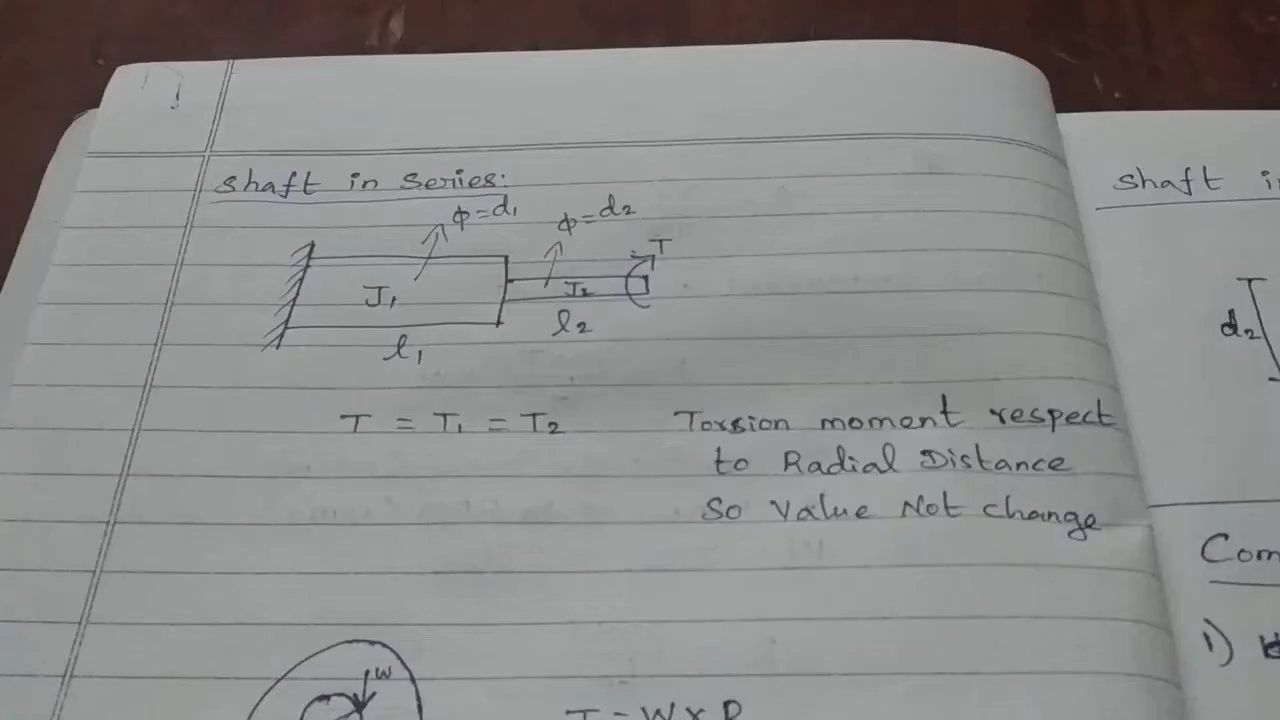 Shaft in Series:
ϕ=d₁
ϕ=d₂
T
J₁
J₂
l₁
l₂
T = T₁ = T₂
Torsion moment respect
to Radial Distance
So Value Not change
W
T = W x R
Shaft
d₂
1)